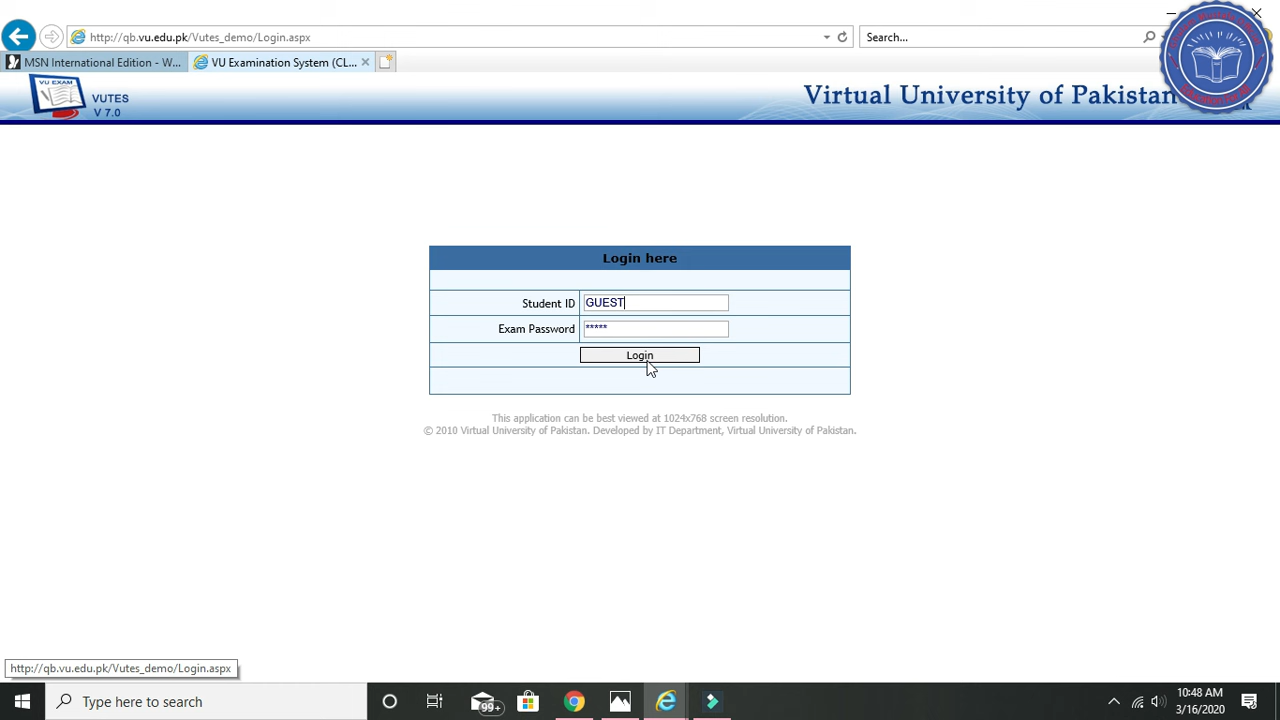 http://qb.vu.edu.pk/Vutes_demo/Login.aspx
Search...
MSN International Edition - W...
VU Examination System (CL...
VU EXAM
VUTES
V 7.0
Virtual University of Pakistan
Login here
Student ID
GUEST
Exam Password
*****
Login
This application can be best viewed at 1024x768 screen resolution.
© 2010 Virtual University of Pakistan. Developed by IT Department, Virtual University of Pakistan.
http://qb.vu.edu.pk/Vutes_demo/Login.aspx
Type here to search
99+
10:48 AM
3/16/2020